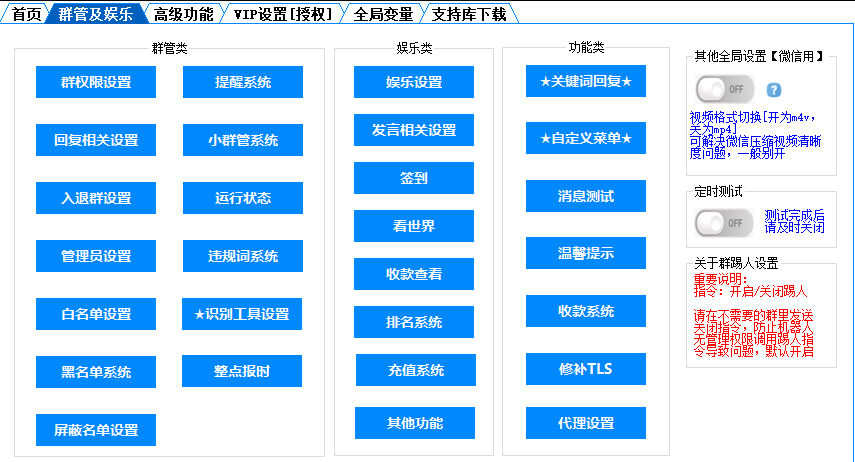 首页 群管及娱乐 高级功能 VIP设置[授权] 全局变量 支持库下载
群管类
群权限设置 提醒系统
回复相关设置 小群管系统
入退群设置 运行状态
管理员设置 违规词系统
白名单设置 ★识别工具设置
黑名单系统 整点报时
屏蔽名单设置
娱乐类
娱乐设置
发言相关设置
签到
看世界
收款查看
排名系统
充值系统
其他功能
功能类
★关键词回复★
★自定义菜单★
消息测试
温馨提示
收款系统
修补TLS
代理设置
其他全局设置【微信用】
OFF ?
视频格式切换[开为m4v,
关为mp4]
可解决微信压缩视频清晰
度问题，一般别开
定时测试
OFF
测试完成后
请及时关闭
关于群踢人设置
重要说明:
指令: 开启/关闭踢人
请在不需要的群里发送
关闭指令，防止机器人
无管理权限调用踢人指
令导致问题，默认开启